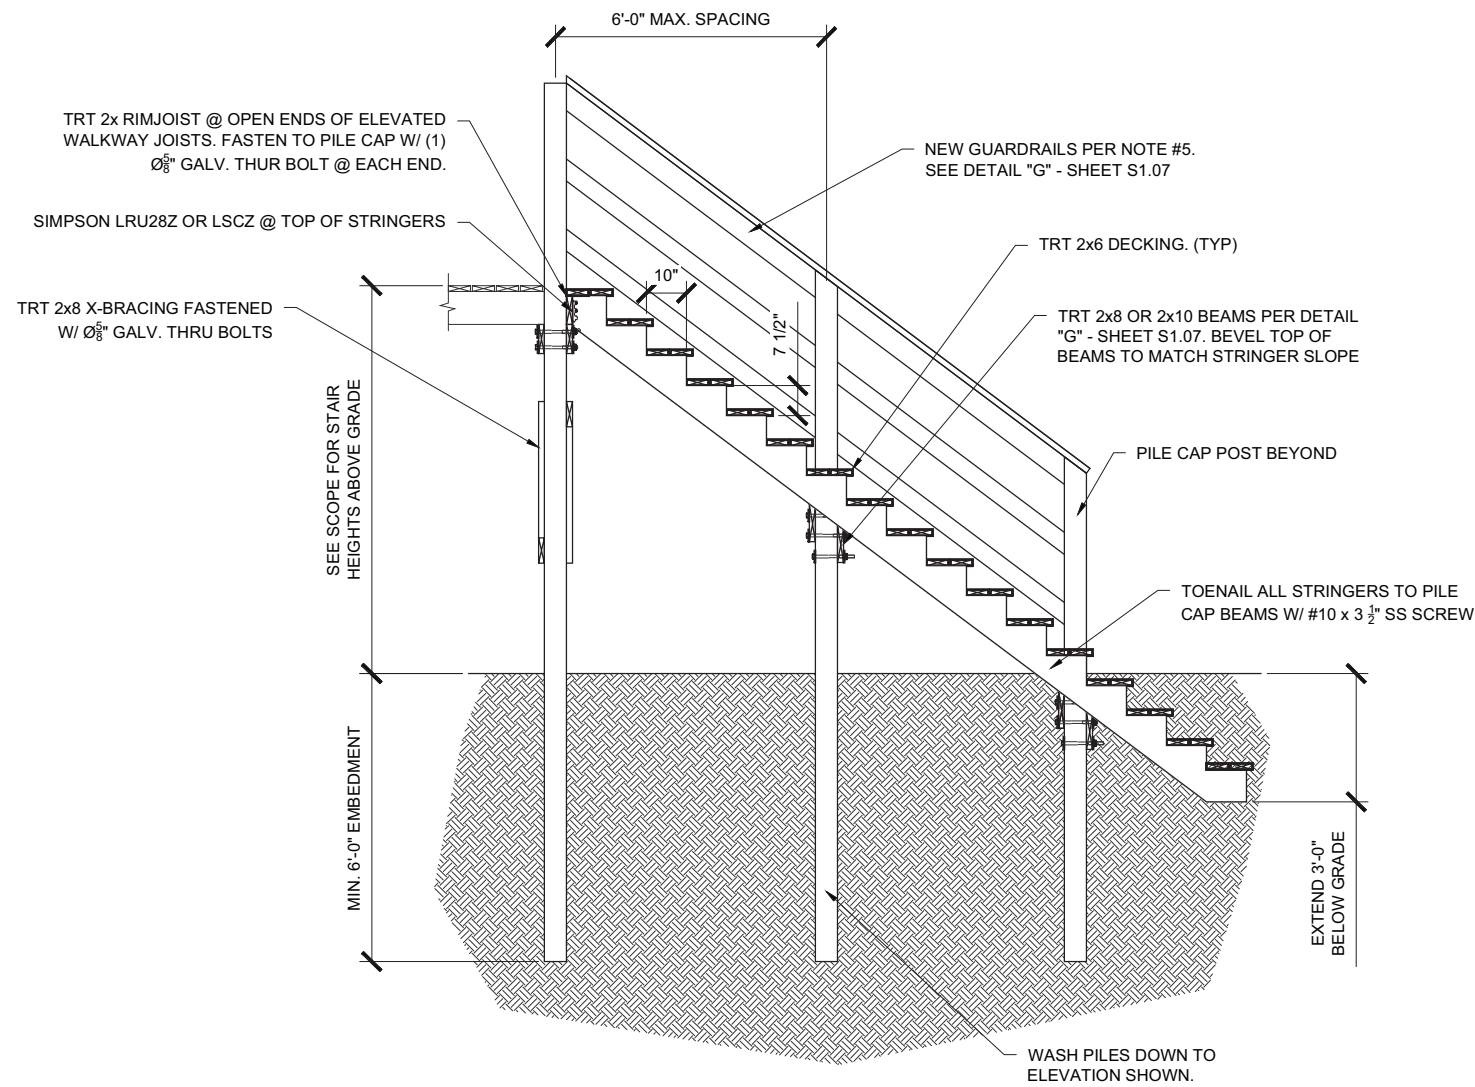 6'-0" MAX. SPACING
TRT 2x RIMJOIST @ OPEN ENDS OF ELEVATED
WALKWAY JOISTS. FASTEN TO PILE CAP W/ (1)
Ø5/8" GALV. THUR BOLT @ EACH END.
SIMPSON LRU28Z OR LSCZ @ TOP OF STRINGERS
TRT 2x8 X-BRACING FASTENED
W/ Ø5/8" GALV. THRU BOLTS
NEW GUARDRAILS PER NOTE #5.
SEE DETAIL "G" - SHEET S1.07
TRT 2x6 DECKING. (TYP)
10"
7 1/2"
TRT 2x8 OR 2x10 BEAMS PER DETAIL
"G" - SHEET S1.07. BEVEL TOP OF
BEAMS TO MATCH STRINGER SLOPE
SEE SCOPE FOR STAIR
HEIGHTS ABOVE GRADE
PILE CAP POST BEYOND
TOENAIL ALL STRINGERS TO PILE
CAP BEAMS W/ #10 x 3 1/2" SS SCREW
MIN. 6'-0" EMBEDMENT
EXTEND 3'-0"
BELOW GRADE
WASH PILES DOWN TO
ELEVATION SHOWN.